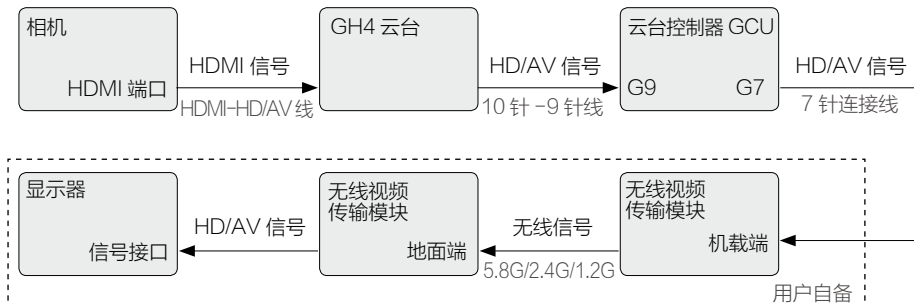 相机
HDMI 端口
HDMI 信号
HDMI-HD/AV线
GH4 云台
HD/AV 信号
10 针 -9 针线
云台控制器 GCU
G9
G7
HD/AV 信号
7 针连接线
显示器
信号接口
HD/AV 信号
无线视频
传输模块
地面端
无线信号
5.8G/2.4G/1.2G
无线视频
传输模块
机载端
用户自备